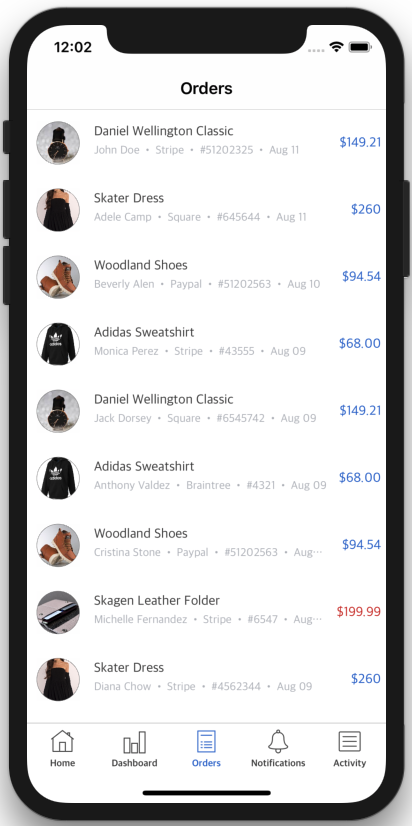 12:02
Orders
Daniel Wellington Classic
$149.21
John Doe • Stripe • #51202325 • Aug 11
Skater Dress
$260
Adele Camp • Square • #645644 • Aug 11
Woodland Shoes
$94.54
Beverly Alen • Paypal • #51202563 • Aug 10
Adidas Sweatshirt
$68.00
Monica Perez • Stripe • #43555 • Aug 09
Daniel Wellington Classic
$149.21
Jack Dorsey • Square • #6545742 • Aug 09
Adidas Sweatshirt
$68.00
Anthony Valdez • Braintree • #4321 • Aug 09
Woodland Shoes
$94.54
Cristina Stone • Paypal • #51202563 • Aug···
Skagen Leather Folder
$199.99
Michelle Fernandez • Stripe • #6547 • Aug···
Skater Dress
$260
Diana Chow • Stripe • #4562344 • Aug 09
Home Dashboard Orders Notifications Activity